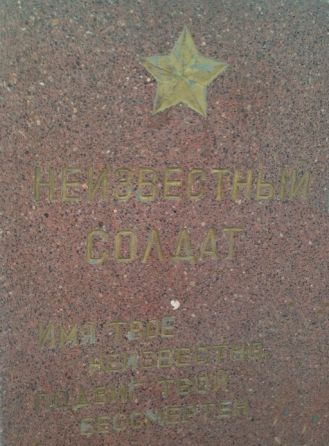 НЕИЗВЕСТНЫЙ
СОЛДАТ
ИМЯ ТВОЕ
НЕИЗВЕСТНО,
ПОДВИГ ТВОЙ
БЕССМЕРТЕН